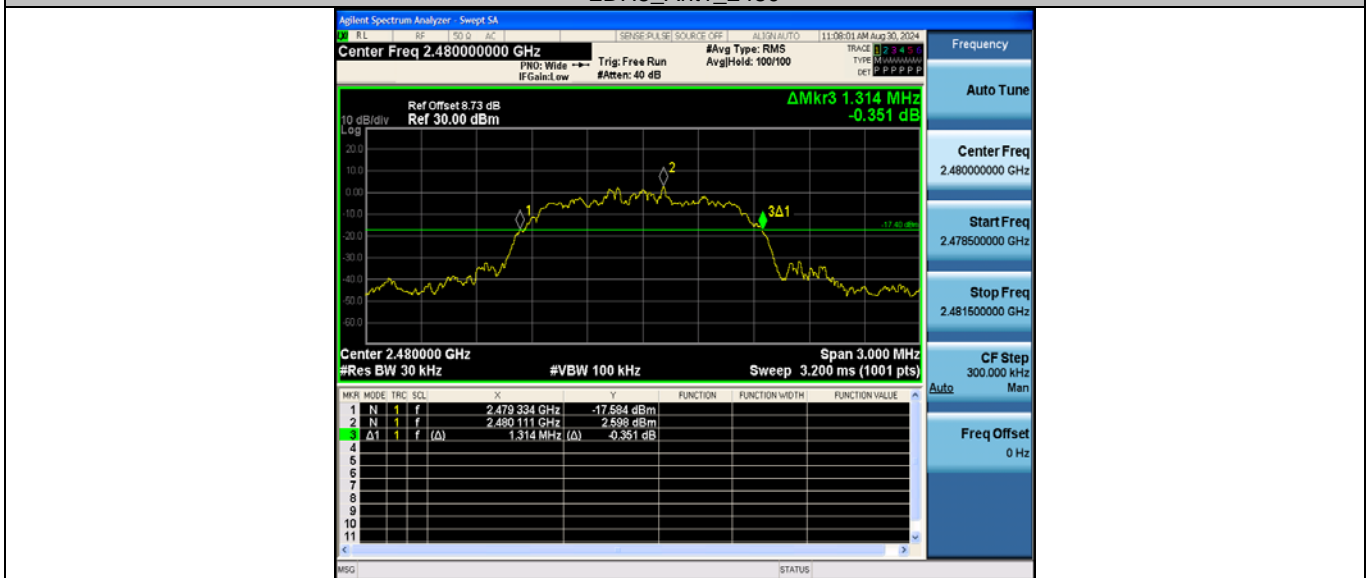 Agilent Spectrum Analyzer - Swept SA
RL RF 50 Ω AC SENSE:PULSE SOURCE OFF ALIGN AUTO 11:08:01 AM Aug 30, 2024
Center Freq 2.480000000 GHz
PNO: Wide
IFGain:Low
Trig: Free Run
#Atten: 40 dB
#Avg Type: RMS
Avg|Hold: 100/100
TRACE 1 2 3 4 5 6
TYPE M
DET P P P P P P
ΔMkr3 1.314 MHz
-0.351 dB
Ref Offset 8.73 dB
10 dB/div Ref 30.00 dBm
Log
20.0
10.0
0.00
-10.0
-20.0
-30.0
-40.0
-50.0
-60.0
1
2
3Δ1
-17.40 dBm
Center 2.480000 GHz Span 3.000 MHz
#Res BW 30 kHz #VBW 100 kHz Sweep 3.200 ms (1001 pts)
MKR MODE TRC SCL X Y FUNCTION FUNCTION WIDTH FUNCTION VALUE
1 N 1 f 2.479 334 GHz -17.584 dBm
2 N 1 f 2.480 111 GHz 2.598 dBm
3 Δ1 1 f (Δ) 1.314 MHz (Δ) -0.351 dB
4
5
6
7
8
9
10
11
MSG STATUS
Frequency
Auto Tune
Center Freq
2.480000000 GHz
Start Freq
2.478500000 GHz
Stop Freq
2.481500000 GHz
CF Step
300.000 kHz
Auto Man
Freq Offset
0 Hz